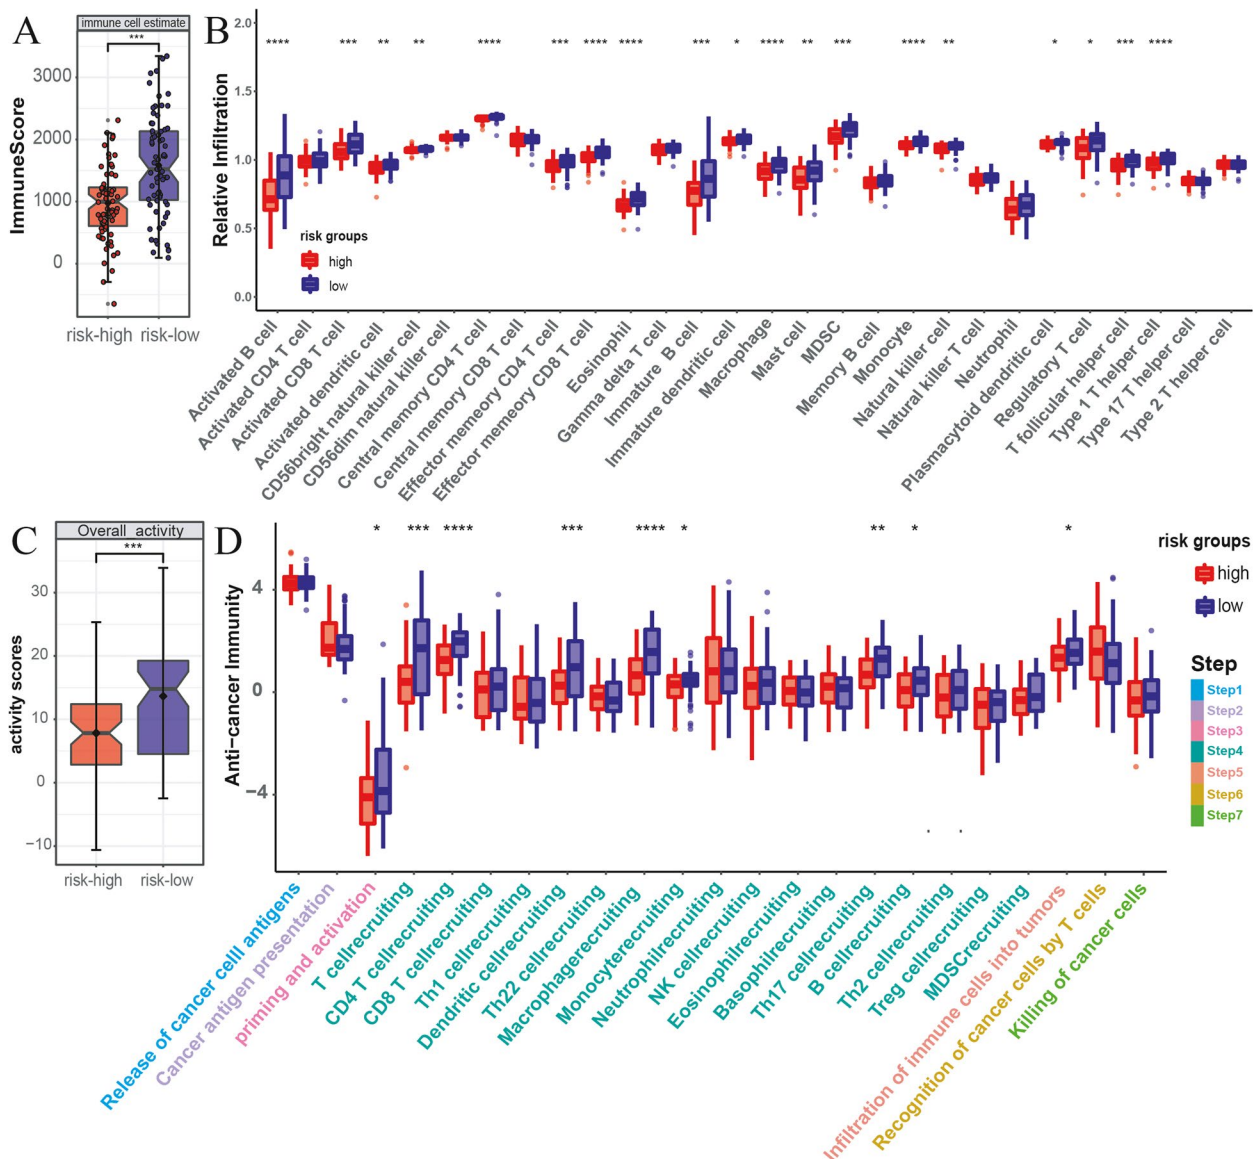 A
immune cell estimate
***
ImmuneScore
3000
2000
1000
0
risk-high
risk-low
B
Relative Infiltration
2.0
1.5
1.0
0.5
0.0
**** *** ** ** **** *** **** **** *** * **** ** *** **** ** * * *** ****
risk groups
high
low
Activated B cell
Activated CD4 T cell
Activated CD8 T cell
Activated dendritic cell
CD56bright natural killer cell
CD56dim natural killer cell
Central memory CD4 T cell
Central memory CD8 T cell
Effector memeory CD4 T cell
Effector memeory CD8 T cell
Eosinophil
Gamma delta T cell
Immature B cell
Immature dendritic cell
Macrophage
Mast cell
MDSC
Memory B cell
Monocyte
Natural killer cell
Natural killer T cell
Neutrophil
Plasmacytoid dendritic cell
Regulatory T cell
T follicular helper cell
Type 1 T helper cell
Type 17 T helper cell
Type 2 T helper cell
C
Overall_activity
***
activity scores
30
20
10
0
−10
risk-high
risk-low
D
Anti−cancer Immunity
4
0
−4
* *** **** *** **** * ** * *
risk groups
high
low
Step
Step1
Step2
Step3
Step4
Step5
Step6
Step7
Release of cancer celll antigens
Cancer antigen presentation
priming and activation
T cellrecruiting
CD4 T cellrecruiting
CD8 T cellrecruiting
Th1 cellrecruiting
Dendritic cellrecruiting
Th22 cellrecruiting
Macrophagerecruiting
Monocyterecruiting
Neutrophilrecruiting
NK cellrecruiting
Eosinophilrecruiting
Basophilrecruiting
Th17 cellrecruiting
B cellrecruiting
Th2 cellrecruiting
Treg cellrecruiting
MDSCrecruiting
Infiltration of immune cells into tumors
Recognition of cancer cells by T cells
Killing of cancer cells